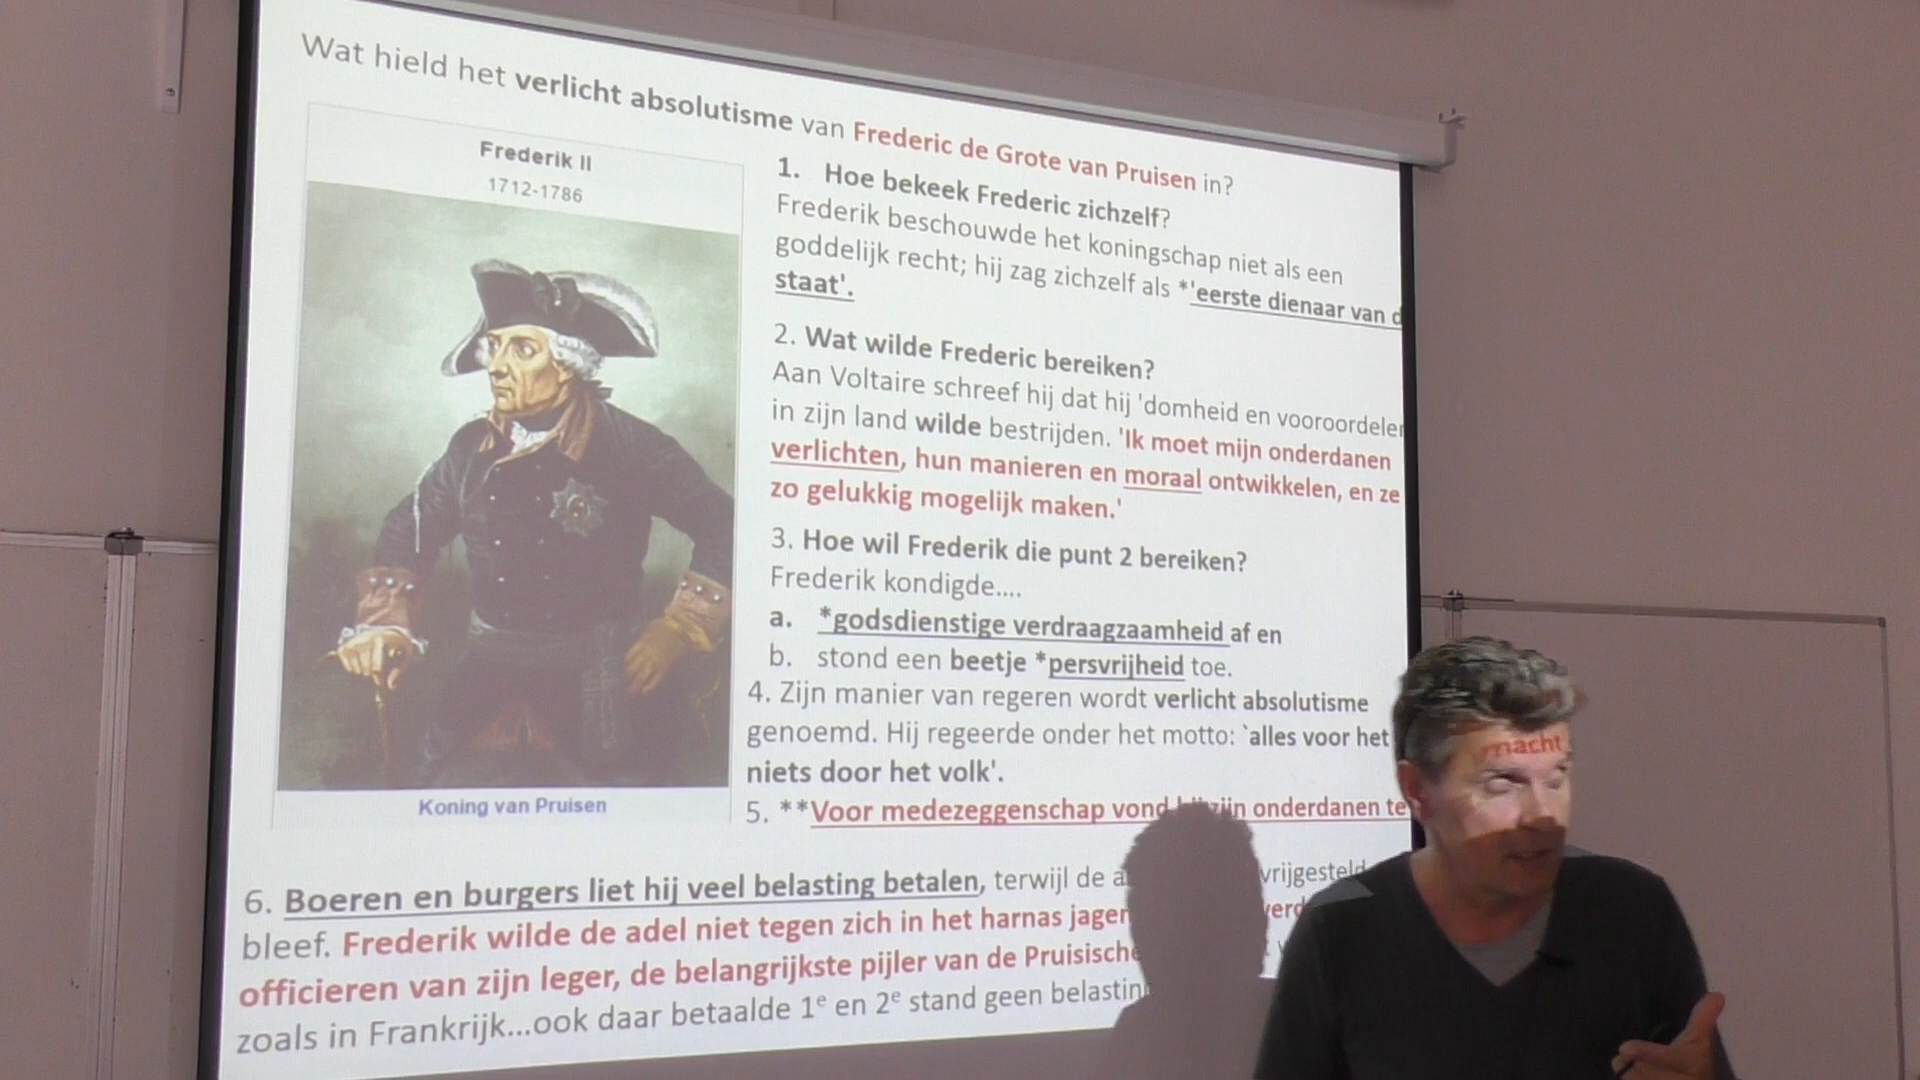 Wat hield het verlicht absolutisme van Frederic de Grote van Pruisen in?
Frederik II
1712-1786
Koning van Pruisen
1. Hoe bekeek Frederic zichzelf?
Frederik beschouwde het koningschap niet als een
goddelijk recht; hij zag zichzelf als *'eerste dienaar van
staat'.
2. Wat wilde Frederic bereiken?
Aan Voltaire schreef hij dat hij 'domheid en vooroordelen
in zijn land wilde bestrijden. 'Ik moet mijn onderdanen
verlichten, hun manieren en moraal ontwikkelen, en ze
zo gelukkig mogelijk maken.'
3. Hoe wil Frederik die punt 2 bereiken?
Frederik kondigde....
a. *godsdienstige verdraagzaamheid af en
b. stond een beetje *persvrijheid toe.
4. Zijn manier van regeren wordt verlicht absolutisme
genoemd. Hij regeerde onder het motto: `alles voor het
niets door het volk'.
5. **Voor medezeggenschap vond hij zijn onderdanen te
macht
6. Boeren en burgers liet hij veel belasting betalen, terwijl de vrijgesteld
bleef. Frederik wilde de adel niet tegen zich in het harnas jagen
officieren van zijn leger, de belangrijkste pijler van de Pruisische
zoals in Frankrijk...ook daar betaalde 1e en 2e stand geen belasting